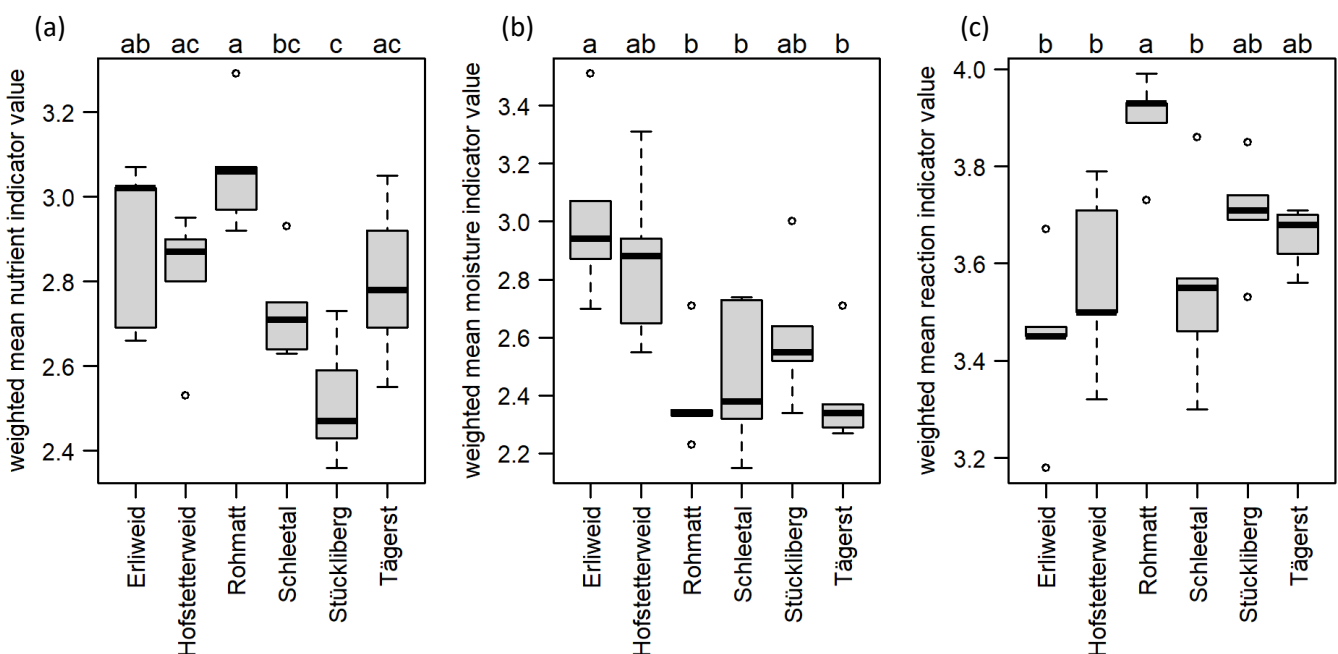 (a)
ab ac a bc c ac
weighted mean nutrient indicator value
3.2
3.0
2.8
2.6
2.4
Erliweid
Hofstetterweid
Rohmatt
Schleetal
Stückliberg
Tägerst
(b)
a ab b b ab b
weighted mean moisture indicator value
3.4
3.2
3.0
2.8
2.6
2.4
2.2
Erliweid
Hofstetterweid
Rohmatt
Schleetal
Stückliberg
Tägerst
(c)
b b a b ab ab
weighted mean reaction indicator value
4.0
3.8
3.6
3.4
3.2
Erliweid
Hofstetterweid
Rohmatt
Schleetal
Stückliberg
Tägerst